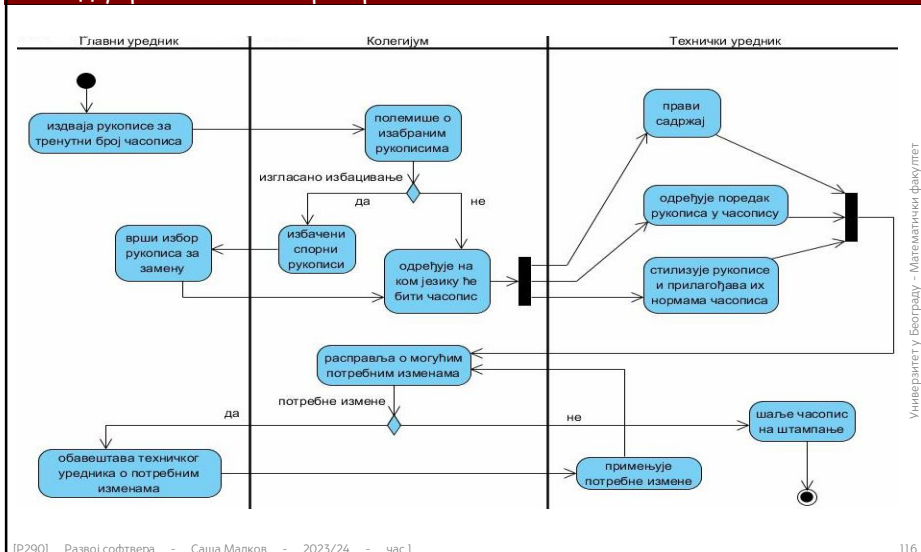 Главни уредник
Колегијум
Технички уредник
издваја рукописе за
тренутни број часописа
полемише о
изабраним
рукописима
прави
садржај
изгласано избацивање
да
не
одређује поредак
рукописа у часопису
врши избор
рукописа за
замену
избачени
спорни
рукописи
одређује на
ком језику ће
бити часопис
стилизује рукописе
и прилагођава их
нормама часописа
расправља о могућим
потребним изменама
потребне измене
да
не
шаље часопис
на штампање
обавештава техничког
уредника о потребним
изменама
примењује
потребне измене
Универзитет у Београду - Математички факултет
[P290] Развој софтвера - Саша Малков - 2023/24 - час 1
116